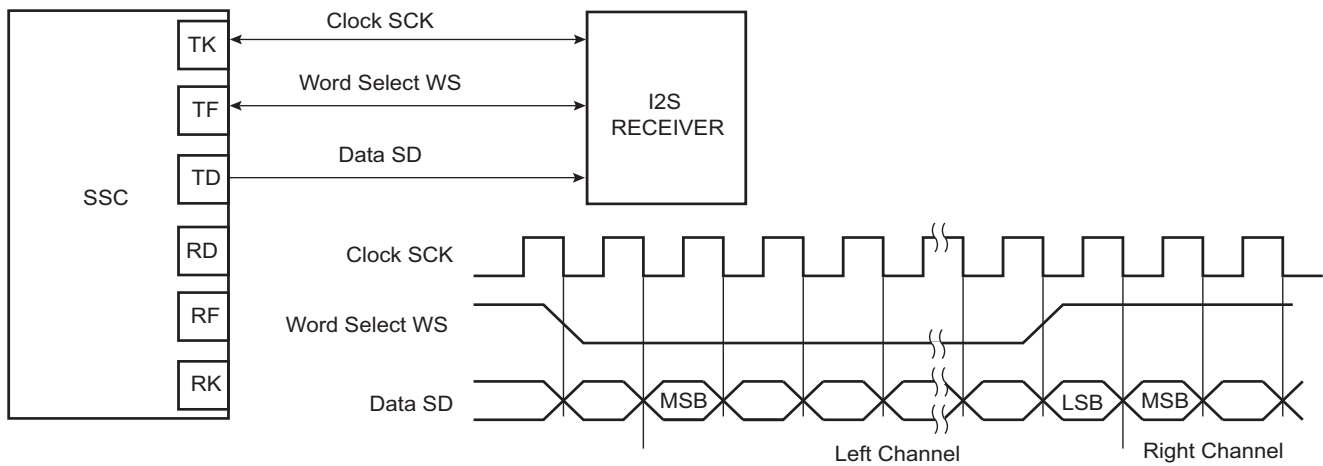 SSC
TK
TF
TD
RD
RF
RK
Clock SCK
Word Select WS
Data SD
I2S
RECEIVER
Clock SCK
Word Select WS
Data SD
MSB
LSB
MSB
Left Channel
Right Channel